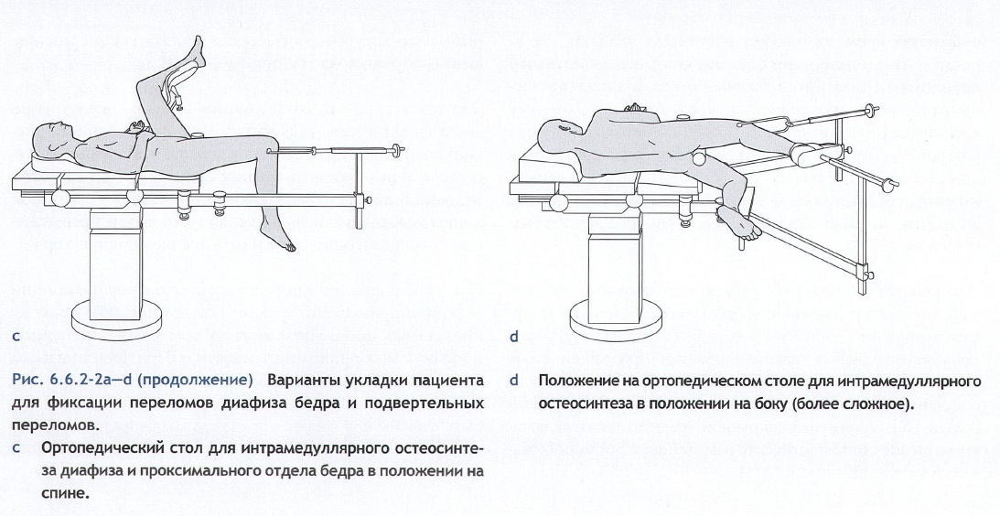 c
Рис. 6.6.2-2a—d (продолжение) Варианты укладки пациента
для фиксации переломов диафиза бедра и подвертельных
переломов.
c Ортопедический стол для интрамедуллярного остеосинте-
за диафиза и проксимального отдела бедра в положении на
спине.
d
d Положение на ортопедическом столе для интрамедуллярного
остеосинтеза в положении на боку (более сложное).